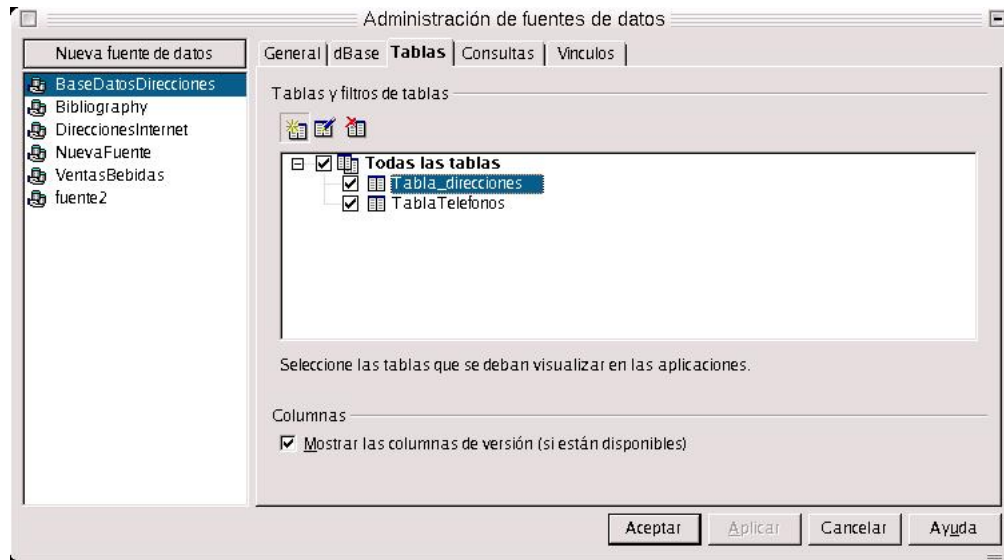 Administración de fuentes de datos
Nueva fuente de datos
BaseDatosDirecciones
Bibliography
DireccionesInternet
NuevaFuente
VentasBebidas
fuente2
General dBase Tablas Consultas Vinculos
Tablas y filtros de tablas
Todas las tablas
Tabla_direcciones
TablaTelefonos
Seleccione las tablas que se deban visualizar en las aplicaciones.
Columnas
Mostrar las columnas de versión (si están disponibles)
Aceptar Aplicar Cancelar Ayuda